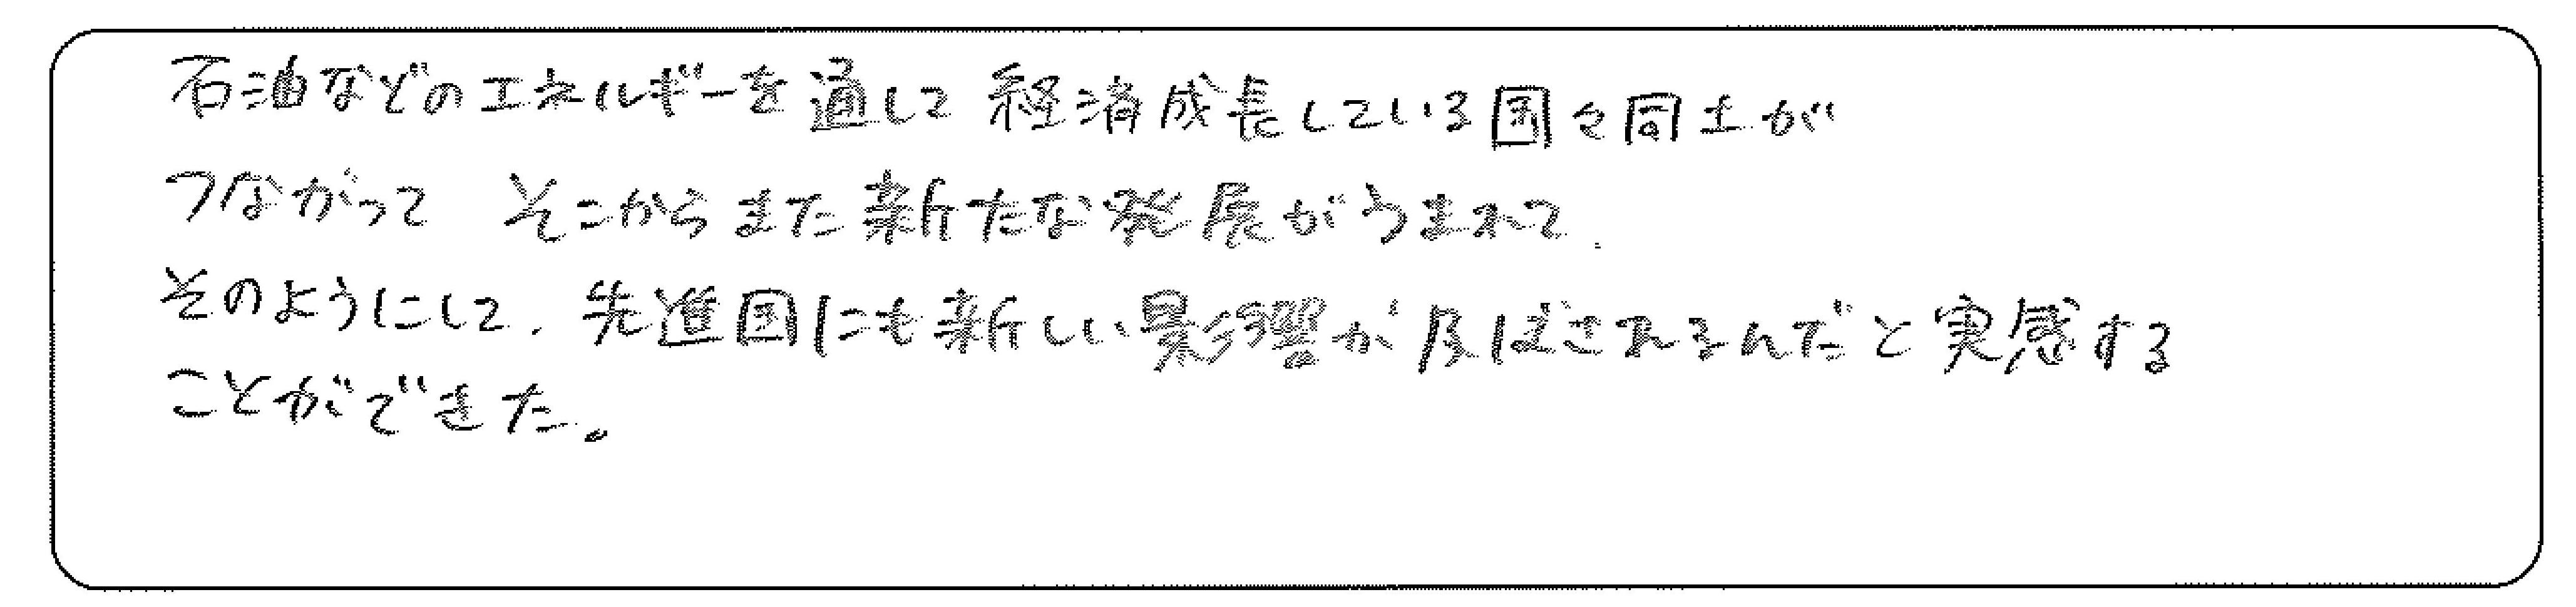 石油などのエネルギーを通して経済成長している国々同士が
つながって そこからまた新たな発展がうまれて、
そのようにして、先進国にも新しい影響が及ぼされるんだと実感する
ことができた。